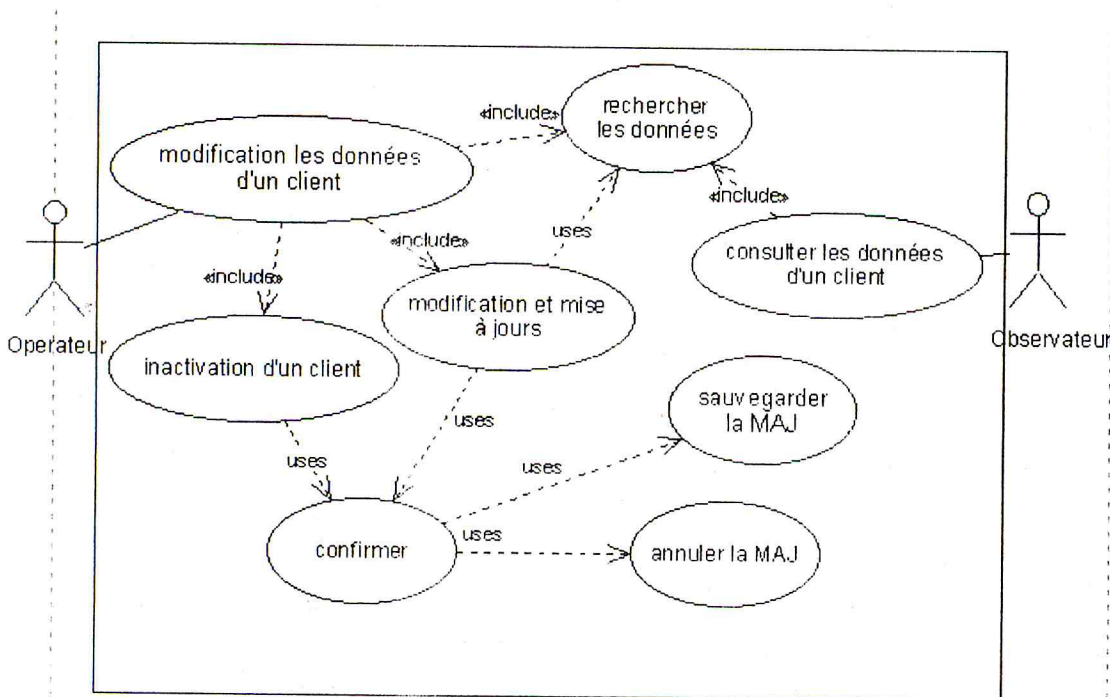 «include»
rechercher
les données
modification les données
d'un client
«include»
uses
«include»
consulter les données
d'un client
«include»
modification et mise
à jours
Operateur
Observateur
inactivation d'un client
sauvegarder
la MAJ
uses
uses
uses
uses
confirmer
annuler la MAJ